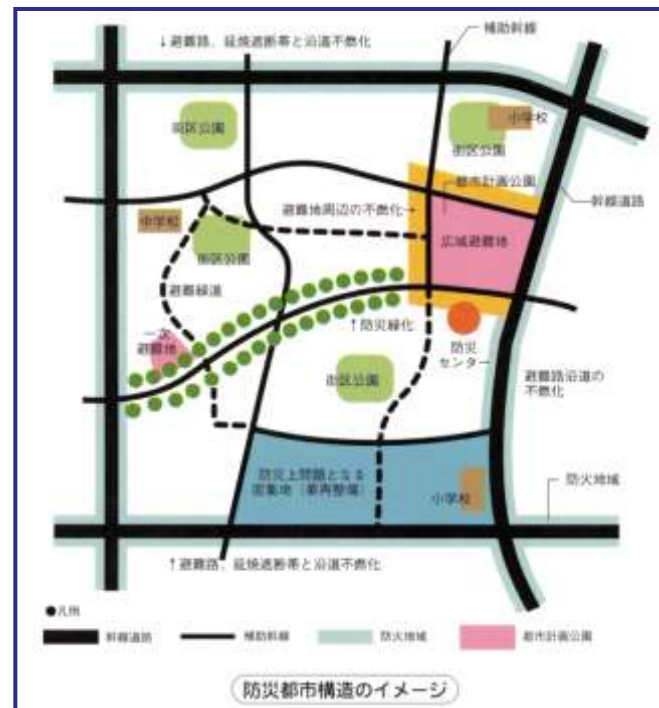 ↓避難路、延焼遮断帯と沿道不燃化
補助幹線
街区公園
小学校
街区公園
都市計画公園
幹線道路
避難地周辺の不燃化→
中学校
広域避難地
街区公園
避難緑道
↑防災緑化
一次
避難地
防災
センター
避難路沿道の
不燃化
街区公園
防災上問題となる
密集地（要再整備）
小学校
防火地域
↑避難路、延焼遮断帯と沿道不燃化
●凡例
幹線道路
補助幹線
防火地域
都市計画公園
防災都市構造のイメージ